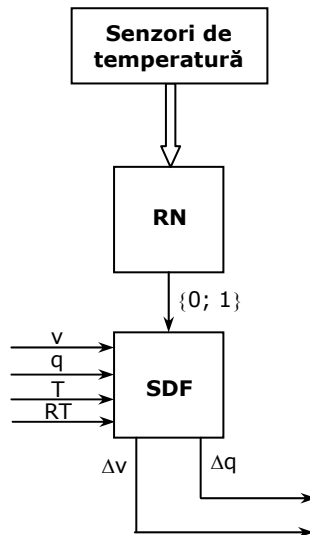 Senzori de
temperatură
RN
{0; 1}
v
q
T
RT
SDF
Δv
Δq